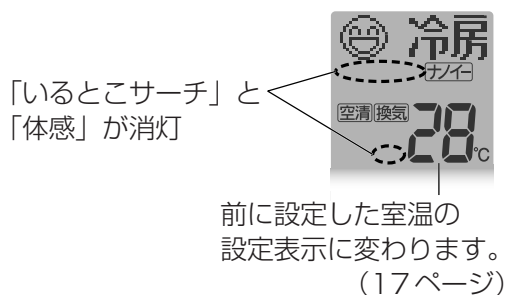 冷房
ナノイー
「いるとこサーチ」と
「体感」が消灯
空清 換気 28℃
前に設定した室温の
設定表示に変わります。
（17ページ）